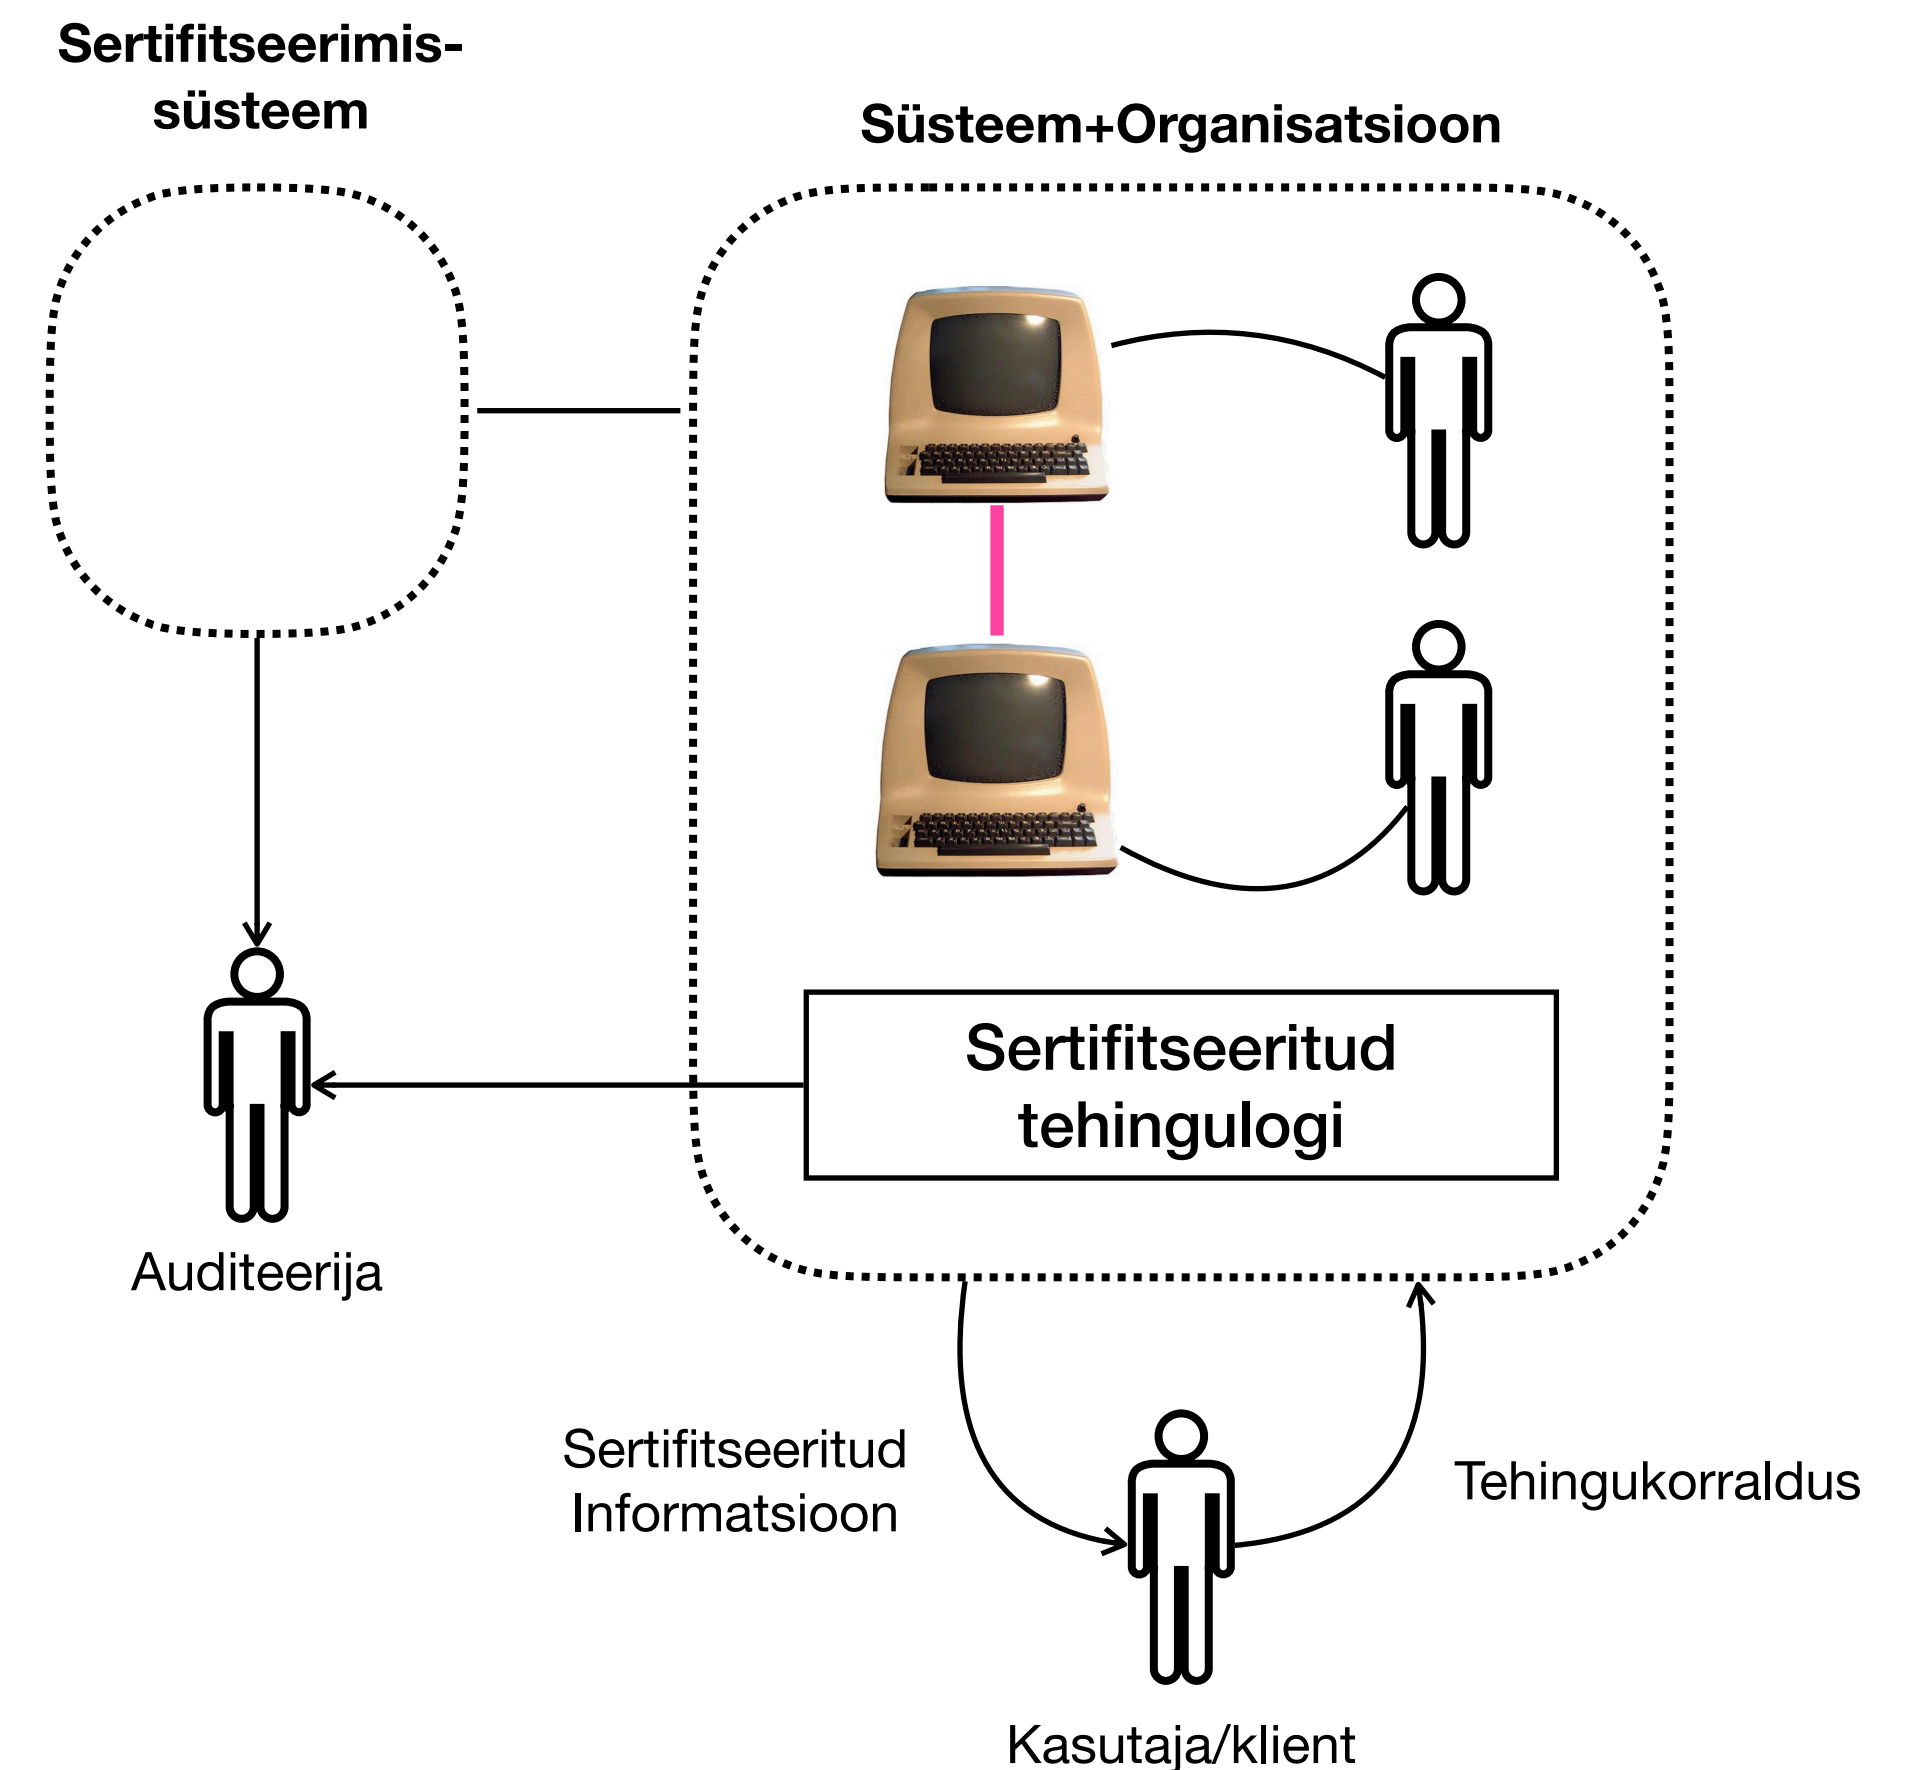 Sertifitseerimis-
süsteem
Süsteem+Organisatsioon
Sertifitseeritud
tehingulogi
Auditeerija
Sertifitseeritud
Informatsioon
Tehingukorraldus
Kasutaja/klient